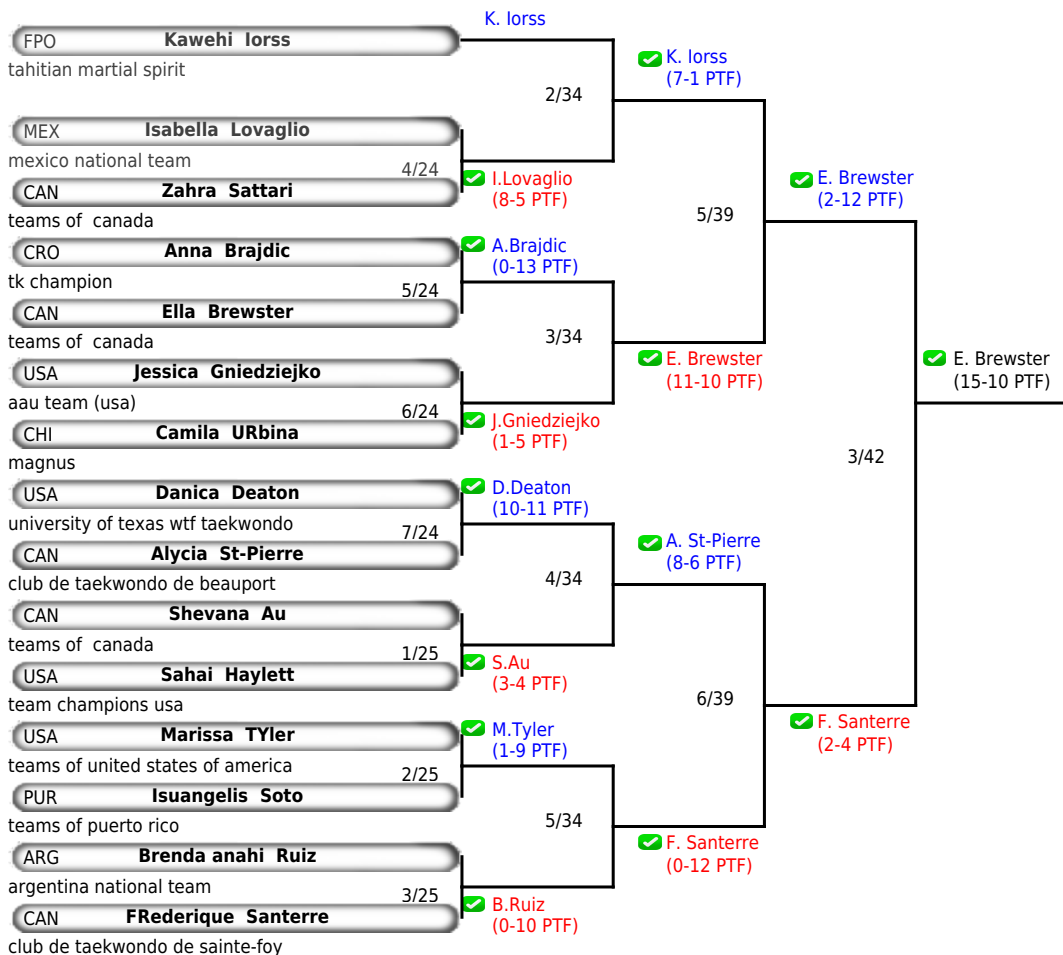 K. Iorss
FPO Kawehi Iorss
tahitian martial spirit
K. Iorss
(7-1 PTF)
2/34
MEX Isabella Lovaglio
mexico national team
4/24
I.Lovaglio
(8-5 PTF)
CAN Zahra Sattari
teams of canada
E. Brewster
(2-12 PTF)
5/39
CRO Anna Brajdic
tk champion
A.Brajdic
(0-13 PTF)
5/24
CAN Ella Brewster
teams of canada
3/34
E. Brewster
(11-10 PTF)
E. Brewster
(15-10 PTF)
USA Jessica Gniedziejko
aau team (usa)
6/24
J.Gniedziejko
(1-5 PTF)
CHI Camila URbina
magnus
3/42
USA Danica Deaton
university of texas wtf taekwondo
D.Deaton
(10-11 PTF)
7/24
CAN Alycia St-Pierre
club de taekwondo de beauport
4/34
A. St-Pierre
(8-6 PTF)
CAN Shevana Au
teams of canada
1/25
S.Au
(3-4 PTF)
USA Sahai Haylett
team champions usa
6/39
F. Santerre
(2-4 PTF)
USA Marissa TYler
teams of united states of america
M.Tyler
(1-9 PTF)
2/25
PUR Isuangelis Soto
teams of puerto rico
5/34
F. Santerre
(0-12 PTF)
ARG Brenda anahi Ruiz
argentina national team
3/25
B.Ruiz
(0-10 PTF)
CAN FRederique Santerre
club de taekwondo de sainte-foy